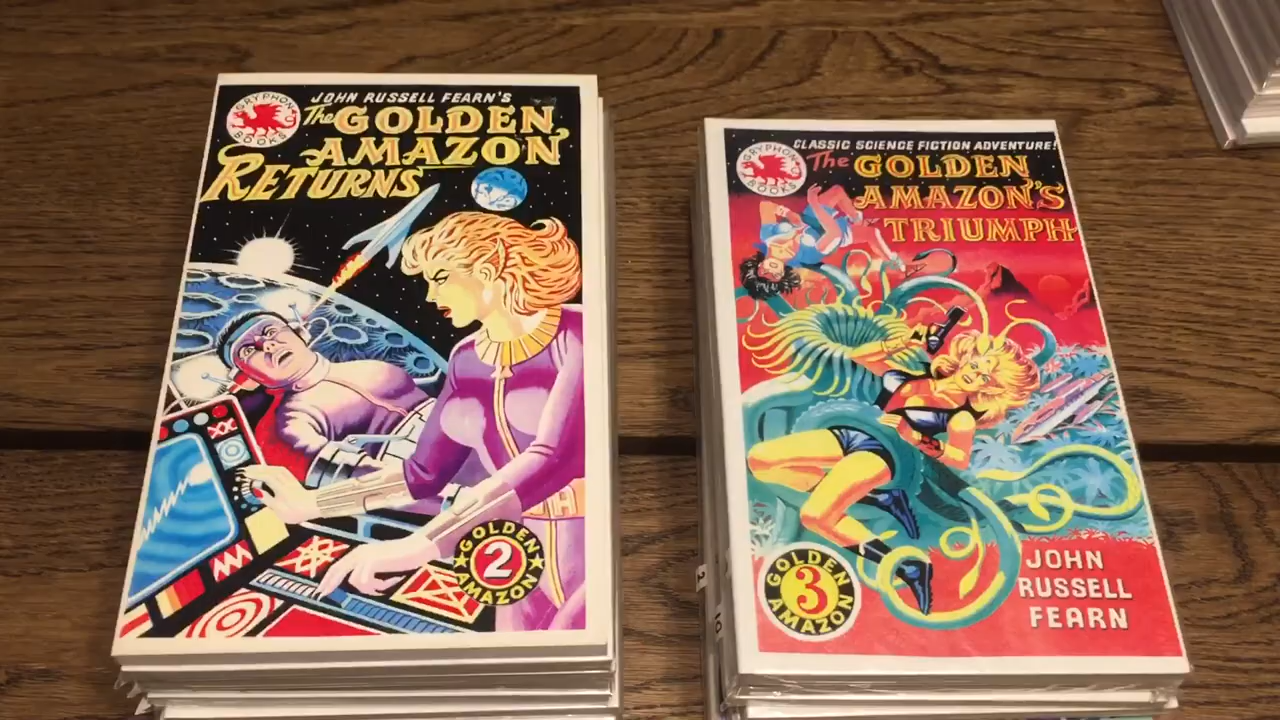 GRYPHON BOOKS
JOHN RUSSELL FEARN'S
The GOLDEN
AMAZON
RETURNS
GOLDEN
2
AMAZON
GRYPHON BOOKS
CLASSIC SCIENCE FICTION ADVENTURE!
The GOLDEN
AMAZON'S
TRIUMPH
GOLDEN
3
AMAZON
JOHN
RUSSELL
FEARN